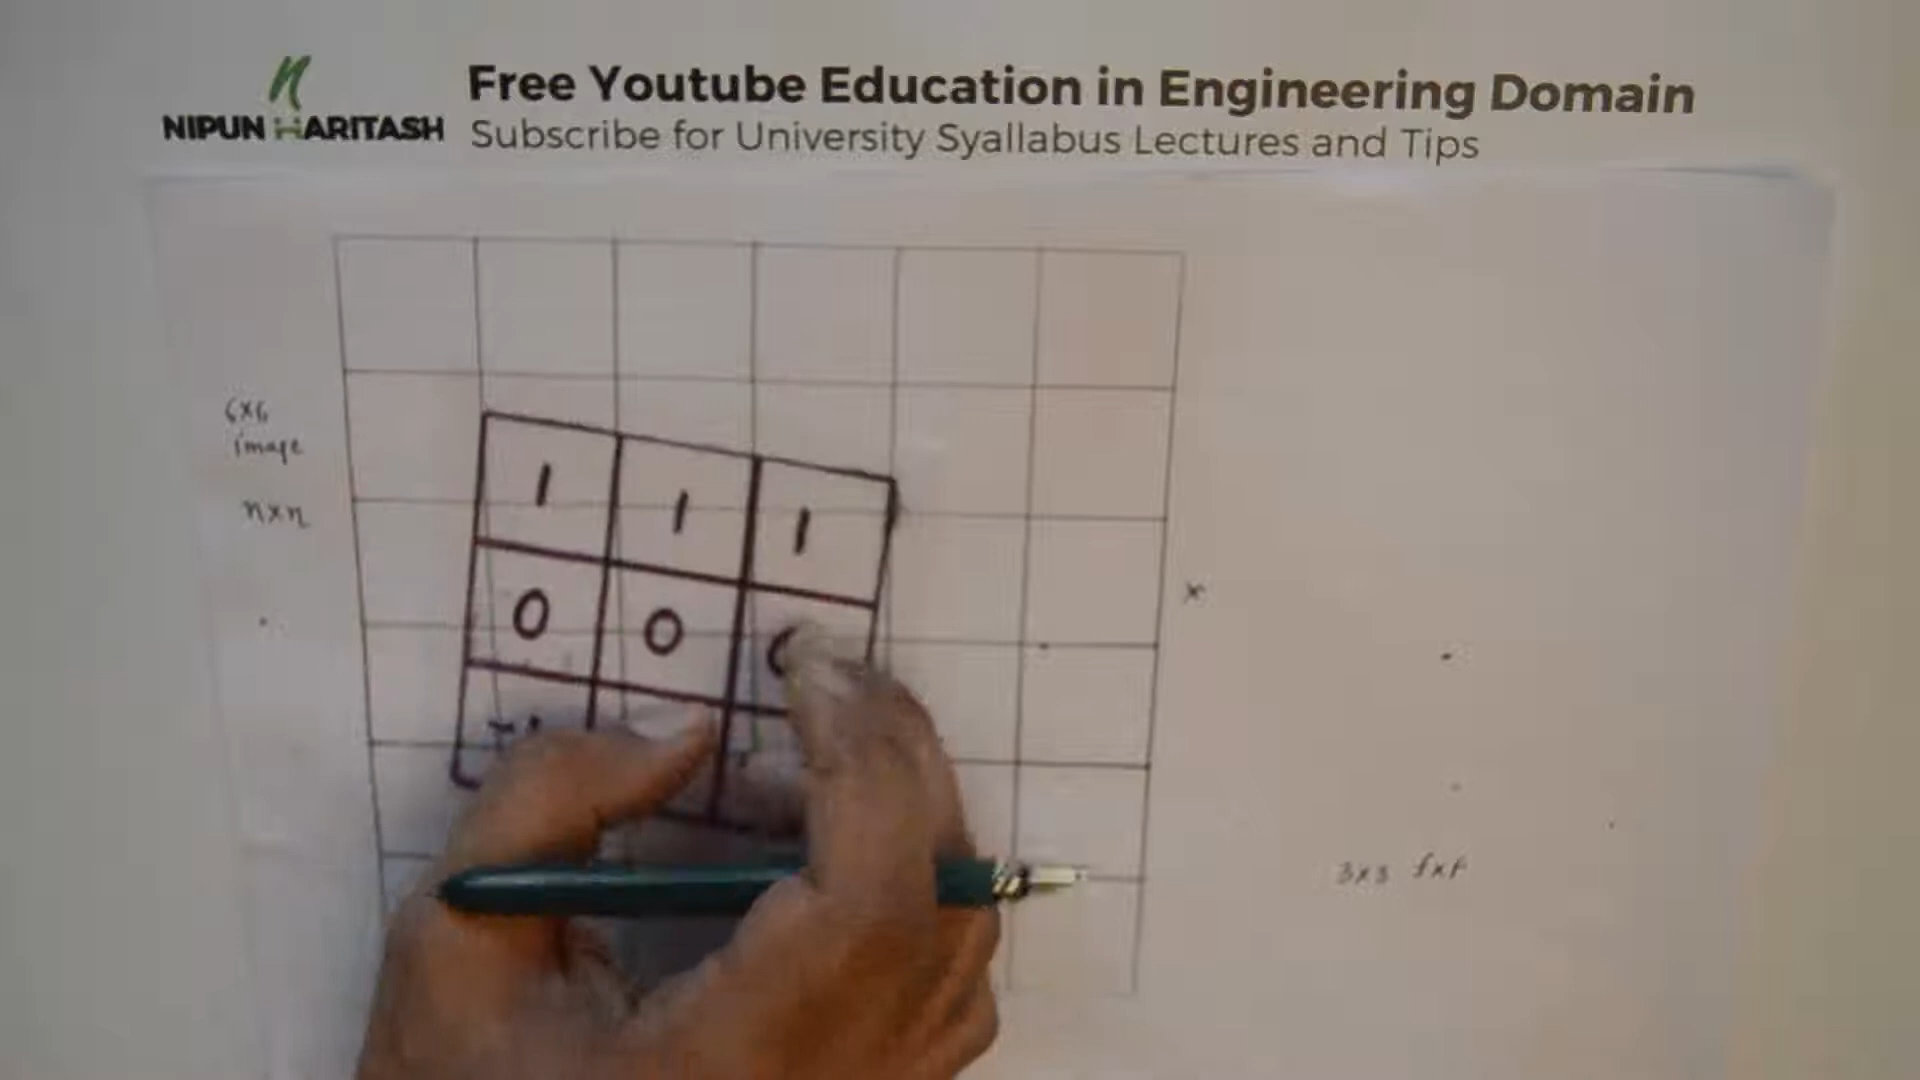 NIPUN HARITASH
Free Youtube Education in Engineering Domain
Subscribe for University Syallabus Lectures and Tips
6x6
image
nxn
1 1 1
0 0 0
x
3x3 fxf